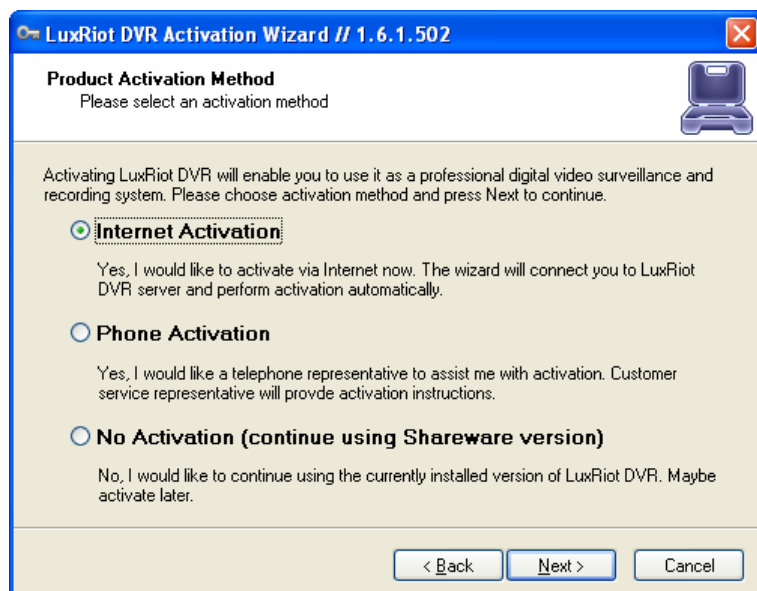 LuxRiot DVR Activation Wizard // 1.6.1.502
Product Activation Method
Please select an activation method
Activating LuxRiot DVR will enable you to use it as a professional digital video surveillance and
recording system. Please choose activation method and press Next to continue.
Internet Activation
Yes, I would like to activate via Internet now. The wizard will connect you to LuxRiot
DVR server and perform activation automatically.
Phone Activation
Yes, I would like a telephone representative to assist me with activation. Customer
service representative will provde activation instructions.
No Activation (continue using Shareware version)
No, I would like to continue using the currently installed version of LuxRiot DVR. Maybe
activate later.
< Back Next > Cancel